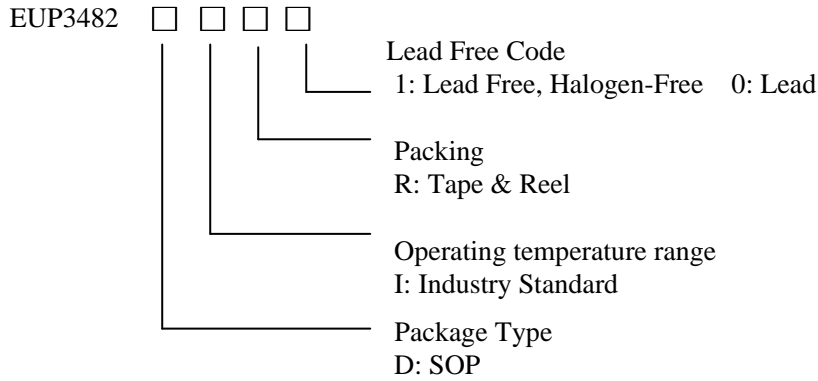 EUP3482 □ □ □ □
Lead Free Code
1: Lead Free, Halogen-Free 0: Lead
Packing
R: Tape & Reel
Operating temperature range
I: Industry Standard
Package Type
D: SOP